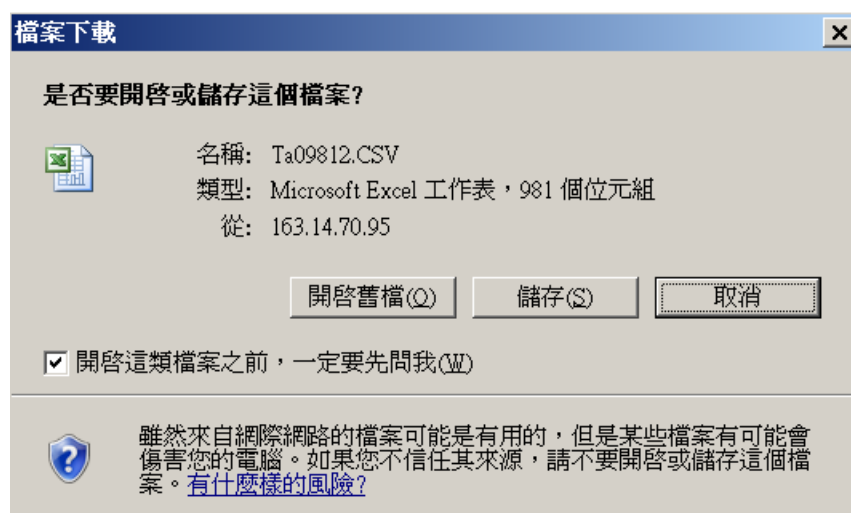 檔案下載
是否要開啓或儲存這個檔案?
名稱: Ta09812.CSV
類型: Microsoft Excel 工作表，981 個位元組
從: 163.14.70.95
開啓舊檔(O) 儲存(S) 取消
開啓這類檔案之前，一定要先問我(W)
雖然來自網際網路的檔案可能是有用的，但是某些檔案有可能會
傷害您的電腦。如果您不信任其來源，請不要開啓或儲存這個檔
案。有什麼樣的風險?